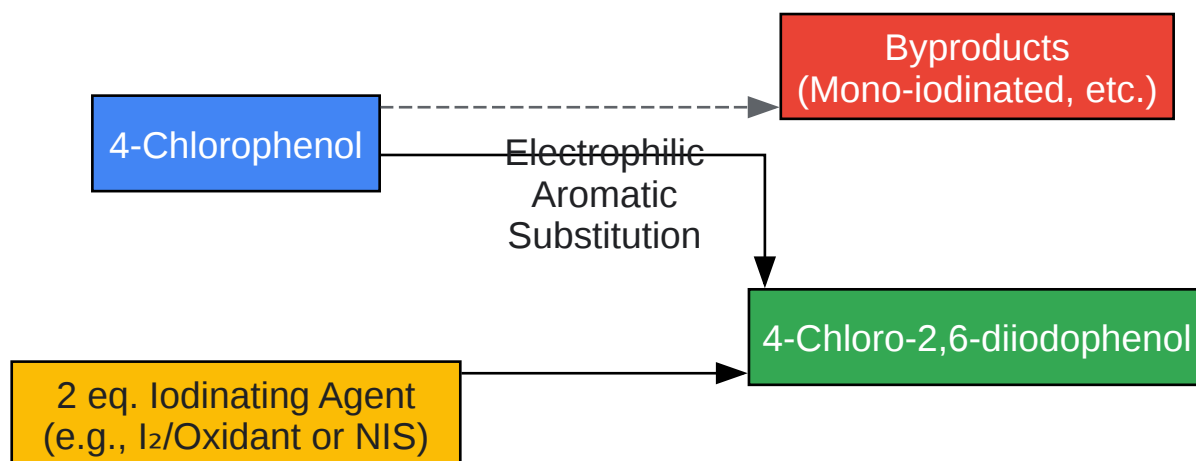 Byproducts
(Mono-iodinated, etc.)
4-Chlorophenol
Electrophilic
Aromatic
Substitution
4-Chloro-2,6-diiodophenol
2 eq. Iodinating Agent
(e.g., I₂/Oxidant or NIS)